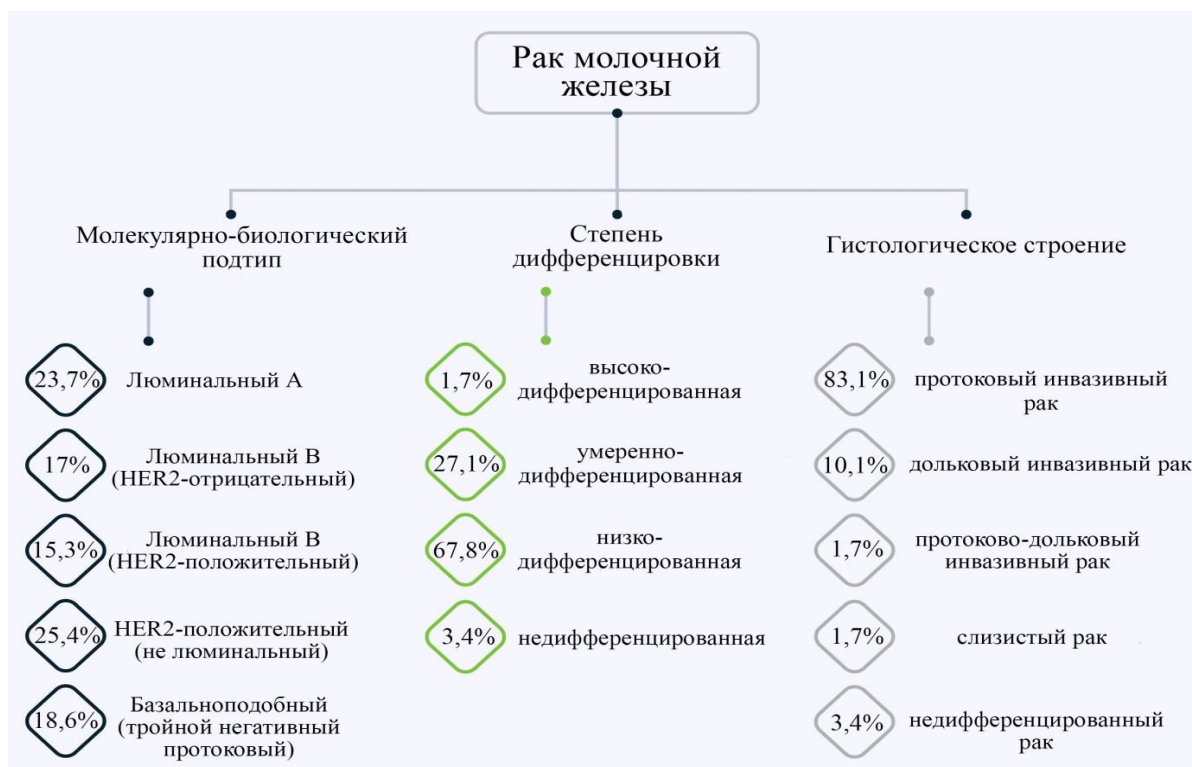 Рак молочной
железы
Молекулярно-биологический
подтип
Степень
дифференцировки
Гистологическое строение
23,7%
Люминальный А
17%
Люминальный В
(HER2-отрицательный)
15,3%
Люминальный В
(HER2-положительный)
25,4%
HER2-положительный
(не люминальный)
18,6%
Базальноподобный
(тройной негативный
протоковый)
1,7%
высоко-
дифференцированная
27,1%
умеренно-
дифференцированная
67,8%
низко-
дифференцированная
3,4%
недифференцированная
83,1%
протоковый инвазивный
рак
10,1%
дольковый инвазивный рак
1,7%
протоково-дольковый
инвазивный рак
1,7%
слизистый рак
3,4%
недифференцированный
рак